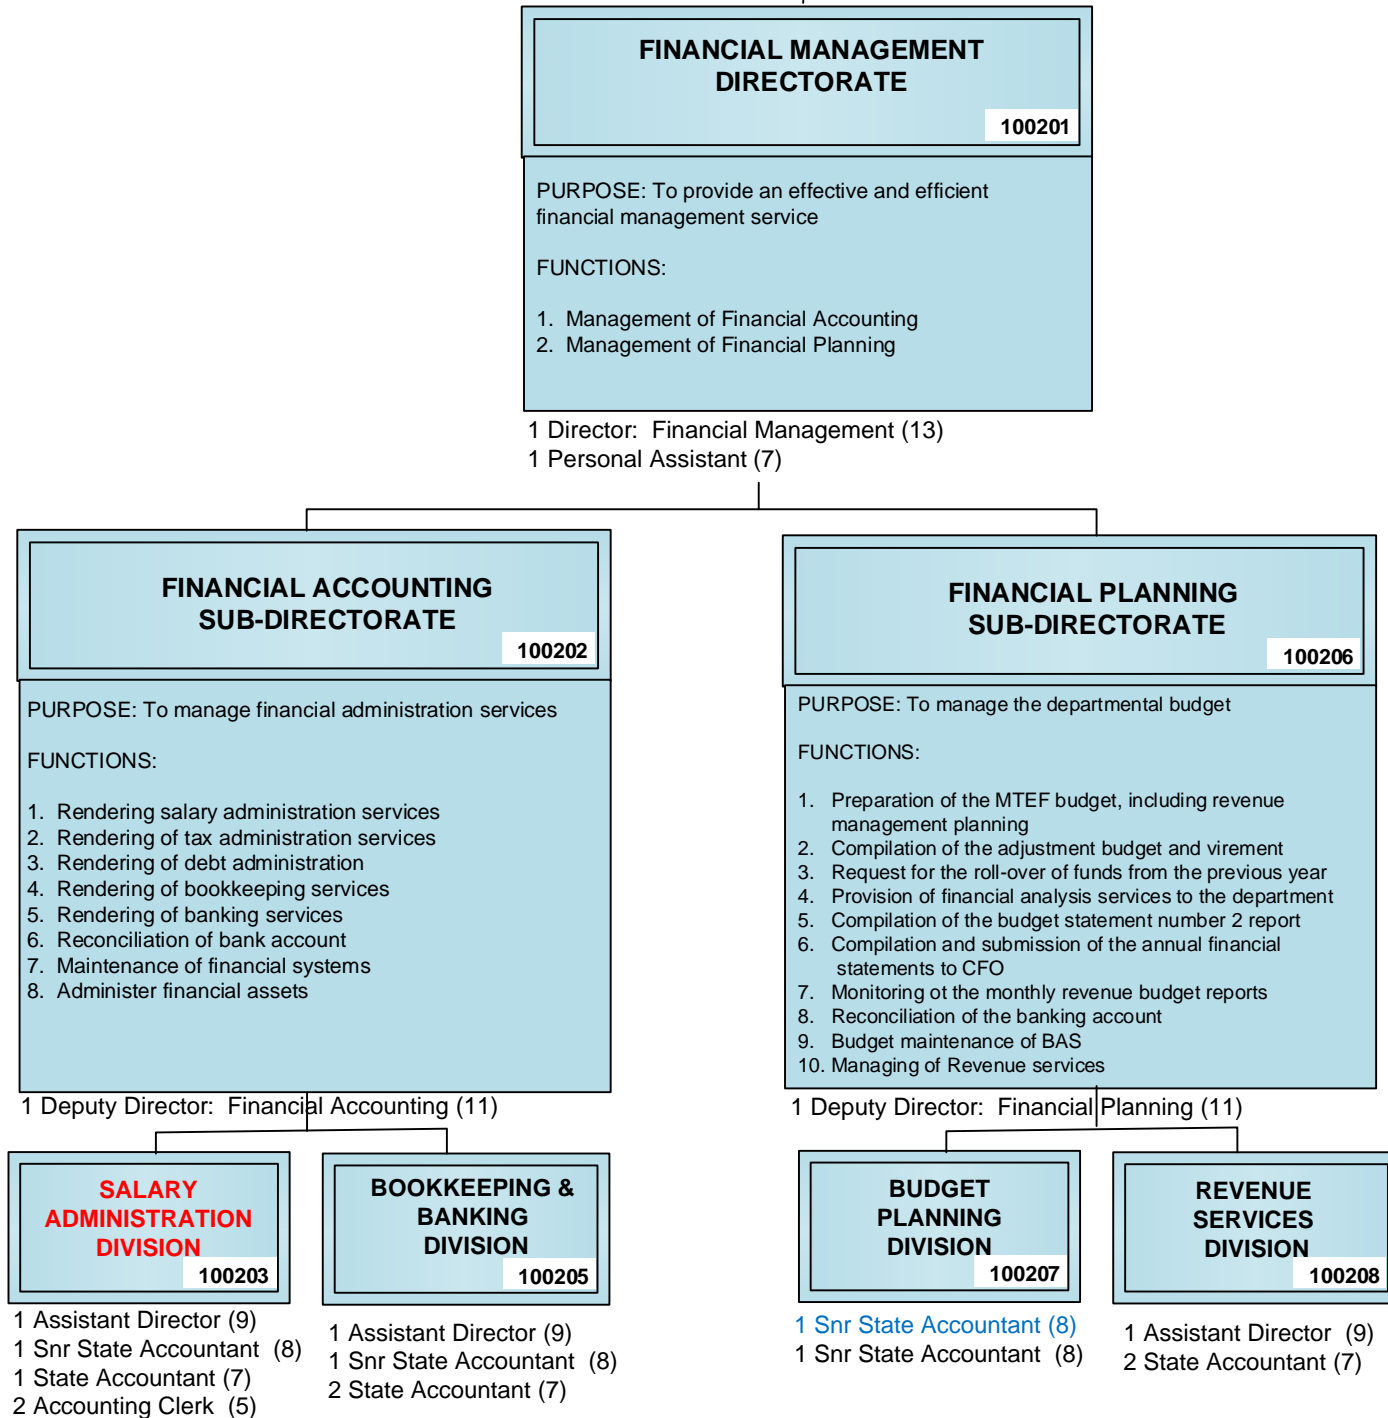 FINANCIAL MANAGEMENT
DIRECTORATE
100201
PURPOSE: To provide an effective and efficient
financial management service
FUNCTIONS:
1. Management of Financial Accounting
2. Management of Financial Planning
1 Director: Financial Management (13)
1 Personal Assistant (7)
FINANCIAL ACCOUNTING
SUB-DIRECTORATE
100202
PURPOSE: To manage financial administration services
FUNCTIONS:
1. Rendering salary administration services
2. Rendering of tax administration services
3. Rendering of debt administration
4. Rendering of bookkeeping services
5. Rendering of banking services
6. Reconciliation of bank account
7. Maintenance of financial systems
8. Administer financial assets
1 Deputy Director: Financial Accounting (11)
FINANCIAL PLANNING
SUB-DIRECTORATE
100206
PURPOSE: To manage the departmental budget
FUNCTIONS:
1. Preparation of the MTEF budget, including revenue
management planning
2. Compilation of the adjustment budget and virement
3. Request for the roll-over of funds from the previous year
4. Provision of financial analysis services to the department
5. Compilation of the budget statement number 2 report
6. Compilation and submission of the annual financial
statements to CFO
7. Monitoring ot the monthly revenue budget reports
8. Reconciliation of the banking account
9. Budget maintenance of BAS
10. Managing of Revenue services
1 Deputy Director: Financial Planning (11)
SALARY
ADMINISTRATION
DIVISION
100203
1 Assistant Director (9)
1 Snr State Accountant (8)
1 State Accountant (7)
2 Accounting Clerk (5)
BOOKKEEPING &
BANKING
DIVISION
100205
1 Assistant Director (9)
1 Snr State Accountant (8)
2 State Accountant (7)
BUDGET
PLANNING
DIVISION
100207
1 Snr State Accountant (8)
1 Snr State Accountant (8)
REVENUE
SERVICES
DIVISION
100208
1 Assistant Director (9)
2 State Accountant (7)